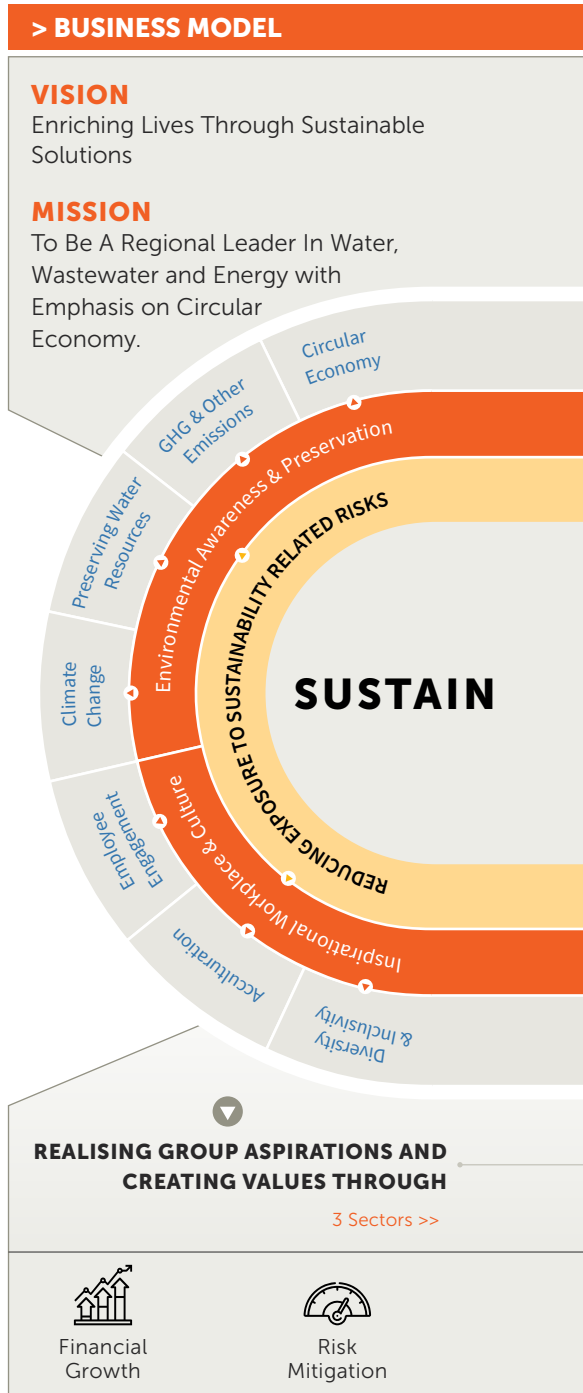 > BUSINESS MODEL
VISION
Enriching Lives Through Sustainable
Solutions
MISSION
To Be A Regional Leader In Water,
Wastewater and Energy with
Emphasis on Circular
Economy.
Circular
Economy
GHG & Other
Emissions
Preserving Water
Resources
Climate
Change
Employee
Engagement
Acculturation
Diversity
& Inclusivity
Environmental Awareness & Preservation
Inspirational Workplace & Culture
REDUCING EXPOSURE TO SUSTAINABILITY RELATED RISKS
SUSTAIN
REALISING GROUP ASPIRATIONS AND
CREATING VALUES THROUGH
3 Sectors >>
Financial
Growth
Risk
Mitigation